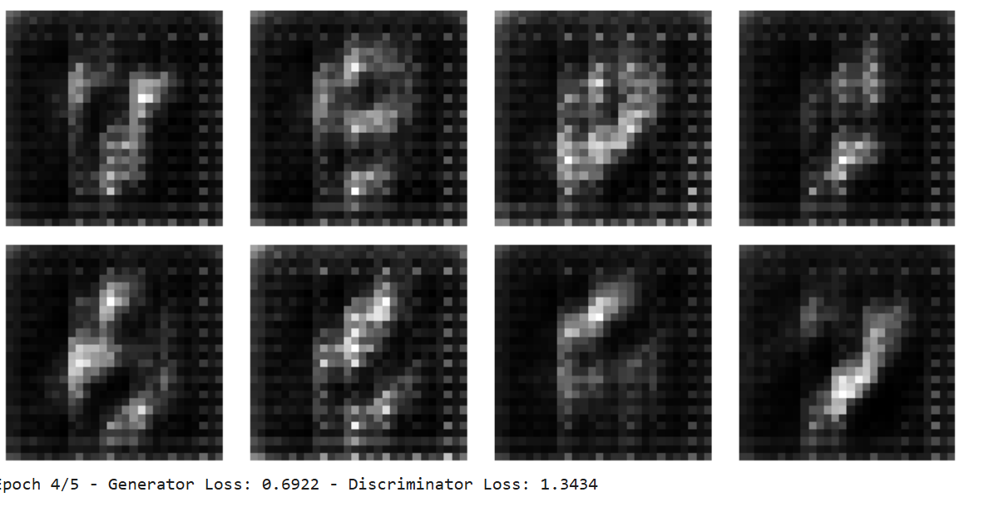 Epoch 4/5 - Generator Loss: 0.6922 - Discriminator Loss: 1.3434